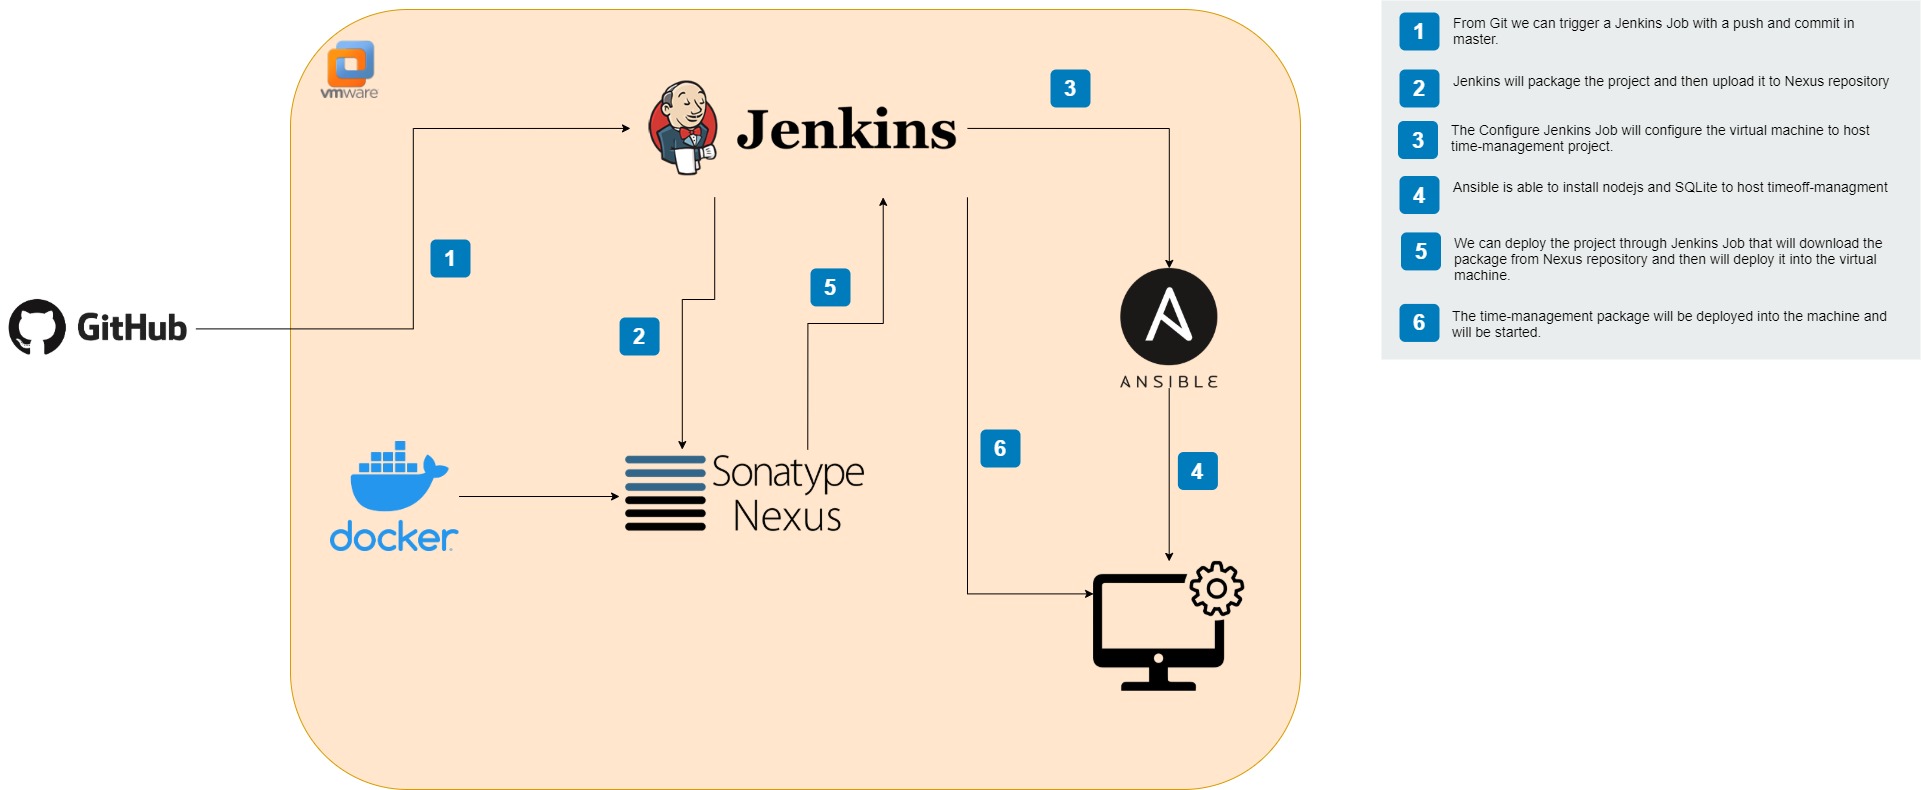 vmware
Jenkins
GitHub
1
2
3
4
5
6
ANSIBLE
docker
Sonatype
Nexus
1
From Git we can trigger a Jenkins Job with a push and commit in
master.
2
Jenkins will package the project and then upload it to Nexus repository
3
The Configure Jenkins Job will configure the virtual machine to host
time-management project.
4
Ansible is able to install nodejs and SQLite to host timeoff-managment
5
We can deploy the project through Jenkins Job that will download the
package from Nexus repository and then will deploy it into the virtual
machine.
6
The time-management package will be deployed into the machine and
will be started.